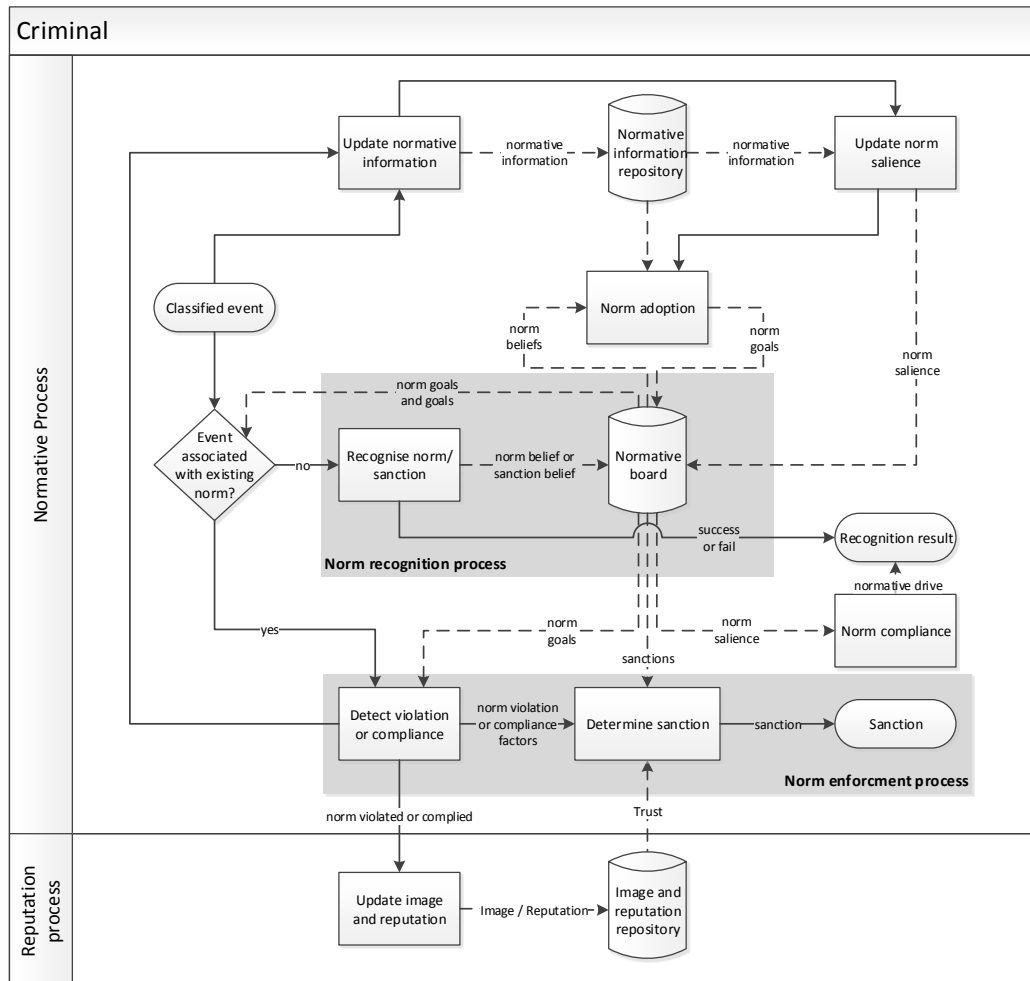 Criminal
Normative Process
Update normative
information
normative
information
Normative
information
repository
normative
information
Update norm
salience
Classified event
Norm adoption
norm
beliefs
norm
goals
norm
salience
norm goals
and goals
Event
associated
with existing
norm?
no
Recognise norm/
sanction
norm belief or
sanction belief
Normative
board
success
or fail
Recognition result
Norm recognition process
normative drive
yes
norm
goals
norm
salience
Norm compliance
sanctions
Detect violation
or compliance
norm violation
or compliance
factors
Determine sanction
sanction
Sanction
Norm enforcment process
norm violated or complied
Trust
Reputation
process
Update image
and reputation
Image / Reputation
Image and
reputation
repository